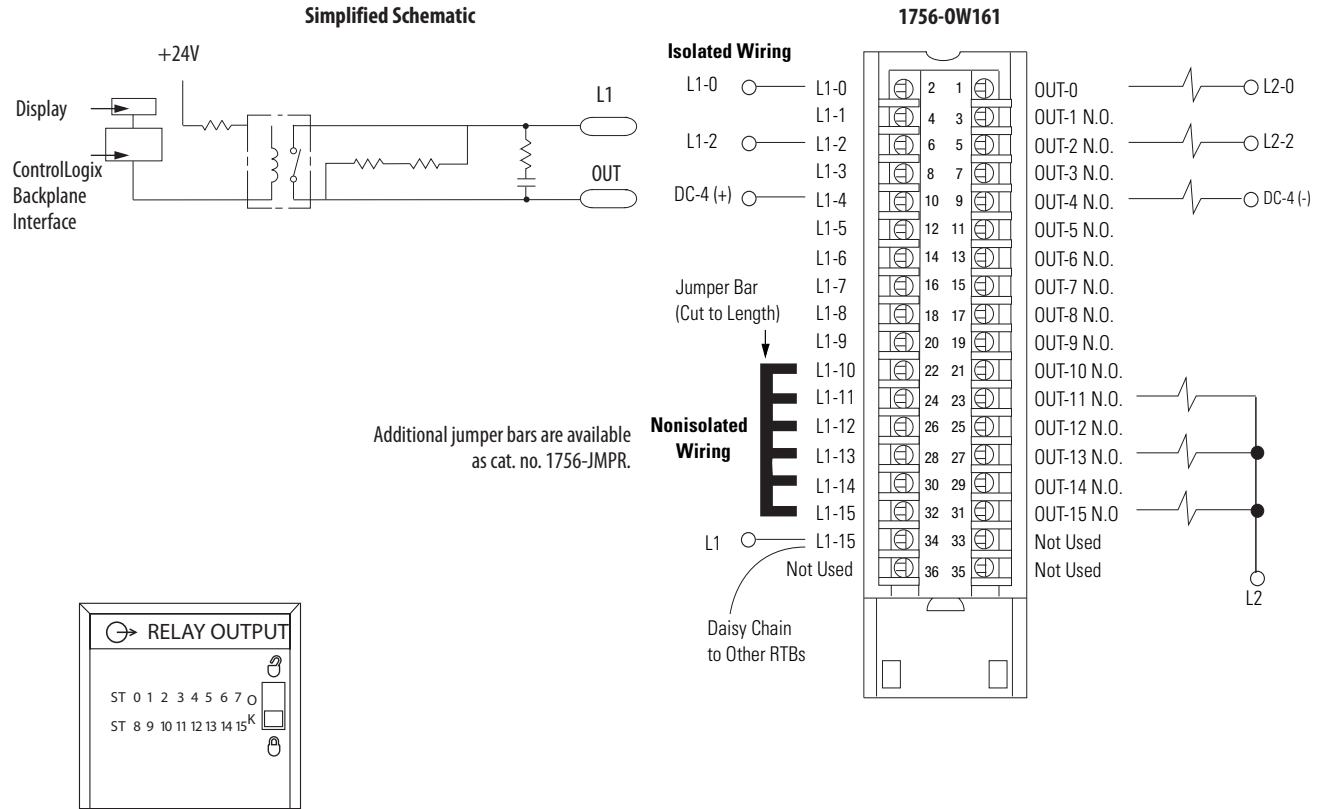 Simplified Schematic
+24V
Display
ControlLogix
Backplane
Interface
L1
OUT
1756-OW161
Isolated Wiring
L1-0 L1-0 2 1 OUT-0 L2-0
L1-1 4 3 OUT-1 N.O.
L1-2 L1-2 6 5 OUT-2 N.O. L2-2
L1-3 8 7 OUT-3 N.O.
DC-4 (+) L1-4 10 9 OUT-4 N.O. DC-4 (-)
L1-5 12 11 OUT-5 N.O.
L1-6 14 13 OUT-6 N.O.
L1-7 16 15 OUT-7 N.O.
L1-8 18 17 OUT-8 N.O.
L1-9 20 19 OUT-9 N.O.
L1-10 22 21 OUT-10 N.O.
L1-11 24 23 OUT-11 N.O.
L1-12 26 25 OUT-12 N.O.
L1-13 28 27 OUT-13 N.O.
L1-14 30 29 OUT-14 N.O.
L1-15 32 31 OUT-15 N.O
L1 L1-15 34 33 Not Used
Not Used 36 35 Not Used
L2
Jumper Bar
(Cut to Length)
Nonisolated
Wiring
Additional jumper bars are available
as cat. no. 1756-JMPR.
Daisy Chain
to Other RTBs
RELAY OUTPUT
ST 0 1 2 3 4 5 6 7 O
ST 8 9 10 11 12 13 14 15 K